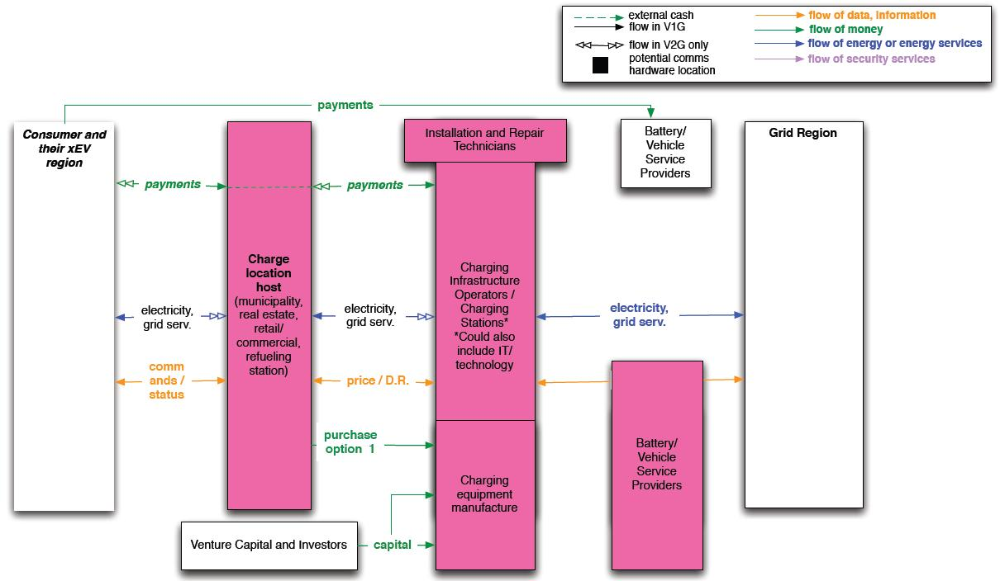 external cash
flow in V1G
flow in V2G only
potential comms
hardware location
flow of data, information
flow of money
flow of energy or energy services
flow of security services
payments
Consumer and
their xEV
region
Installation and Repair
Technicians
Battery/
Vehicle
Service
Providers
Grid Region
payments
payments
Charge
location
host
(municipality,
real estate,
retail/
commercial,
refueling
station)
Charging
Infrastructure
Operators /
Charging
Stations*
*Could also
include IT/
technology
electricity,
grid serv.
electricity,
grid serv.
electricity,
grid serv.
comm
ands /
status
price / D.R.
purchase
option 1
Charging
equipment
manufacture
Battery/
Vehicle
Service
Providers
Venture Capital and Investors
capital